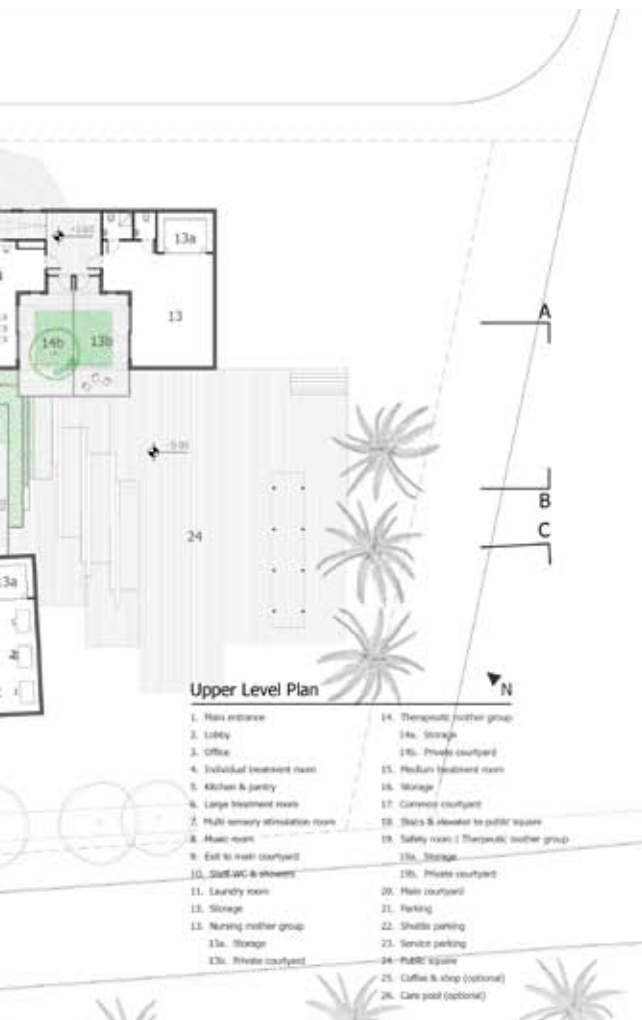 13a
13
14b
13b
A
B
C
24
3a
Upper Level Plan
N
1. Main entrance
2. Lobby
3. Office
4. Individual treatment room
5. Kitchen & pantry
6. Large treatment room
7. Multi sensory stimulation room
8. Music room
9. Exit to main courtyard
10. Staff WC & showers
11. Laundry room
12. Storage
13. Nursing mother group
13a. Storage
13b. Private courtyard
14. Therapeutic mother group
14a. Storage
14b. Private courtyard
15. Medium treatment room
16. Storage
17. Common courtyard
18. Stairs & elevator to public square
19. Safety room | Therpeutic mother group
19a. Storage
19b. Private courtyard
20. Main courtyard
21. Parking
22. Shuttle parking
23. Service parking
24. Public square
25. Coffee & shop (optional)
26. Care pool (optional)